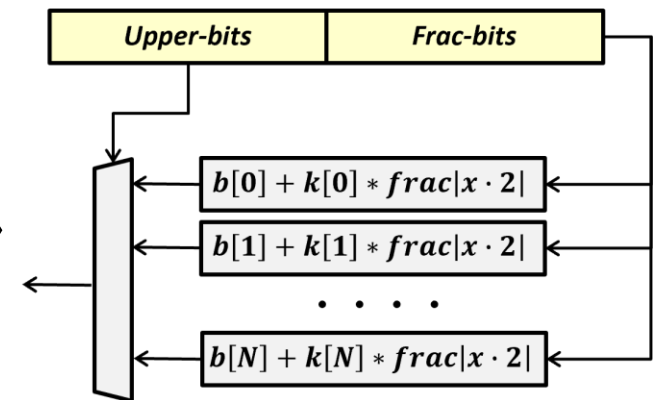 Upper-bits Frac-bits
b[0] + k[0] * frac|x · 2|
b[1] + k[1] * frac|x · 2|
. . . .
b[N] + k[N] * frac|x · 2|